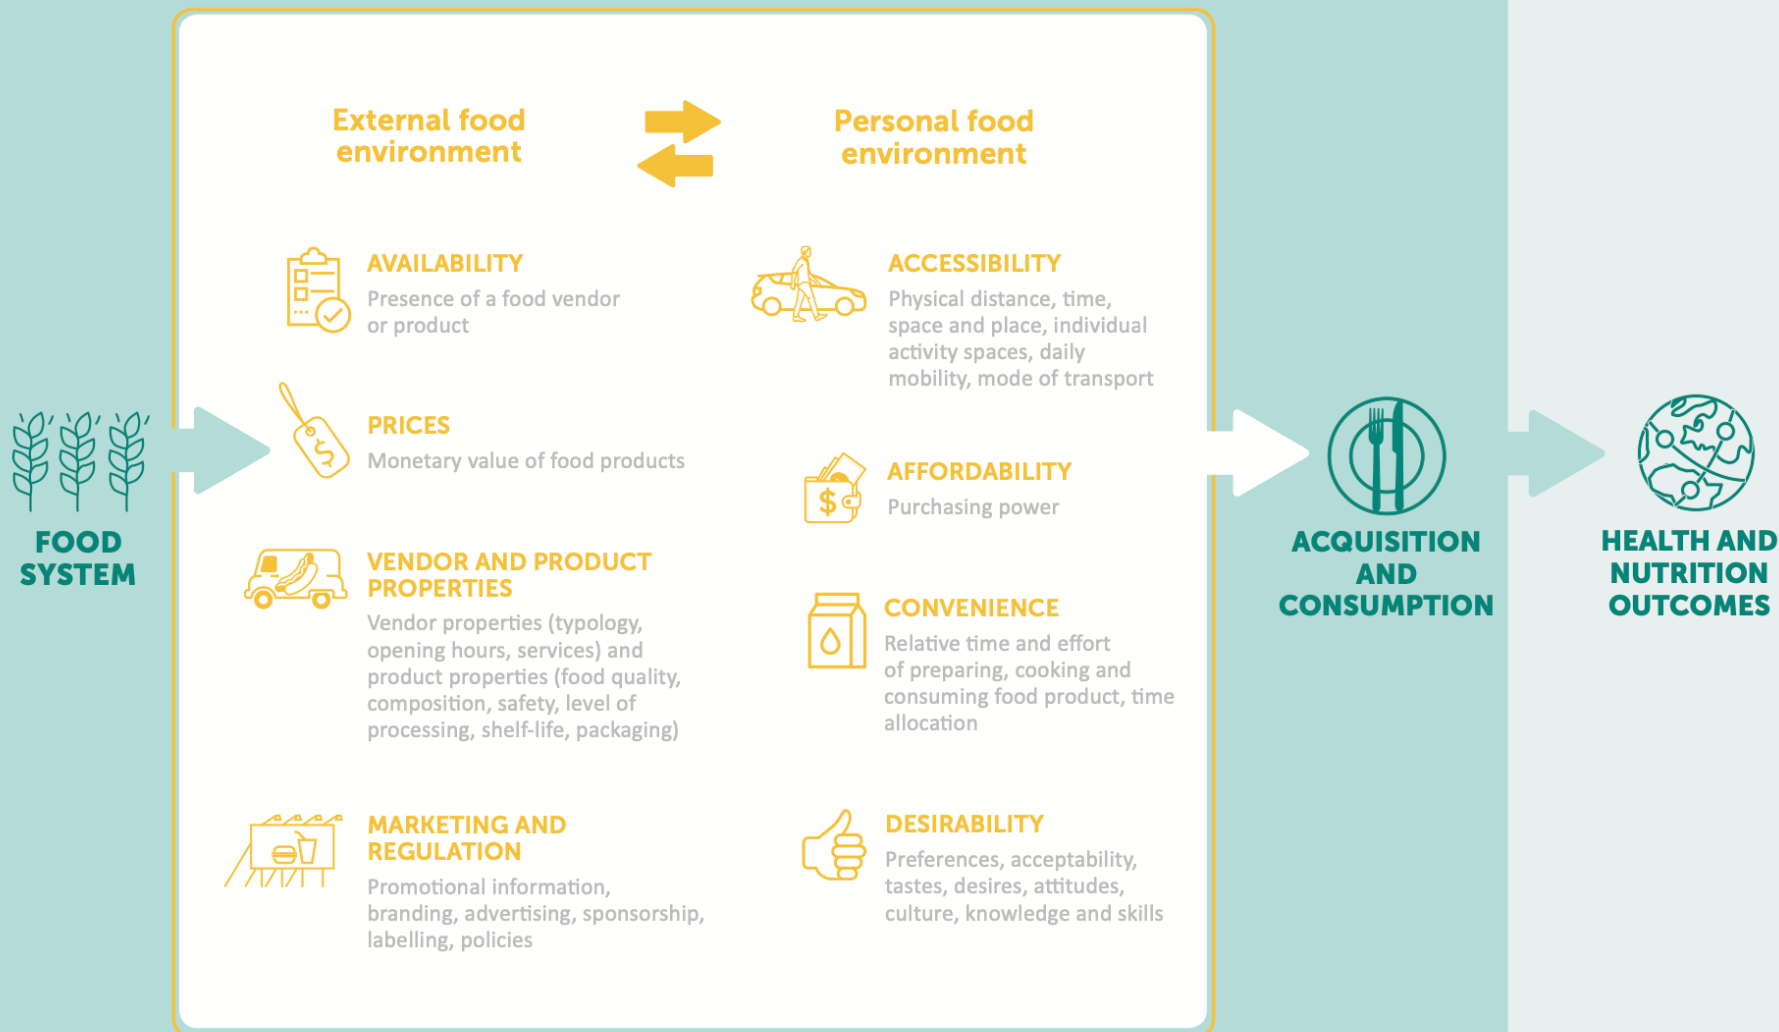 FOOD
SYSTEM
External food
environment
AVAILABILITY
Presence of a food vendor
or product
PRICES
Monetary value of food products
VENDOR AND PRODUCT
PROPERTIES
Vendor properties (typology,
opening hours, services) and
product properties (food quality,
composition, safety, level of
processing, shelf-life, packaging)
MARKETING AND
REGULATION
Promotional information,
branding, advertising, sponsorship,
labelling, policies
Personal food
environment
ACCESSIBILITY
Physical distance, time,
space and place, individual
activity spaces, daily
mobility, mode of transport
AFFORDABILITY
Purchasing power
CONVENIENCE
Relative time and effort
of preparing, cooking and
consuming food product, time
allocation
DESIRABILITY
Preferences, acceptability,
tastes, desires, attitudes,
culture, knowledge and skills
ACQUISITION
AND
CONSUMPTION
HEALTH AND
NUTRITION
OUTCOMES